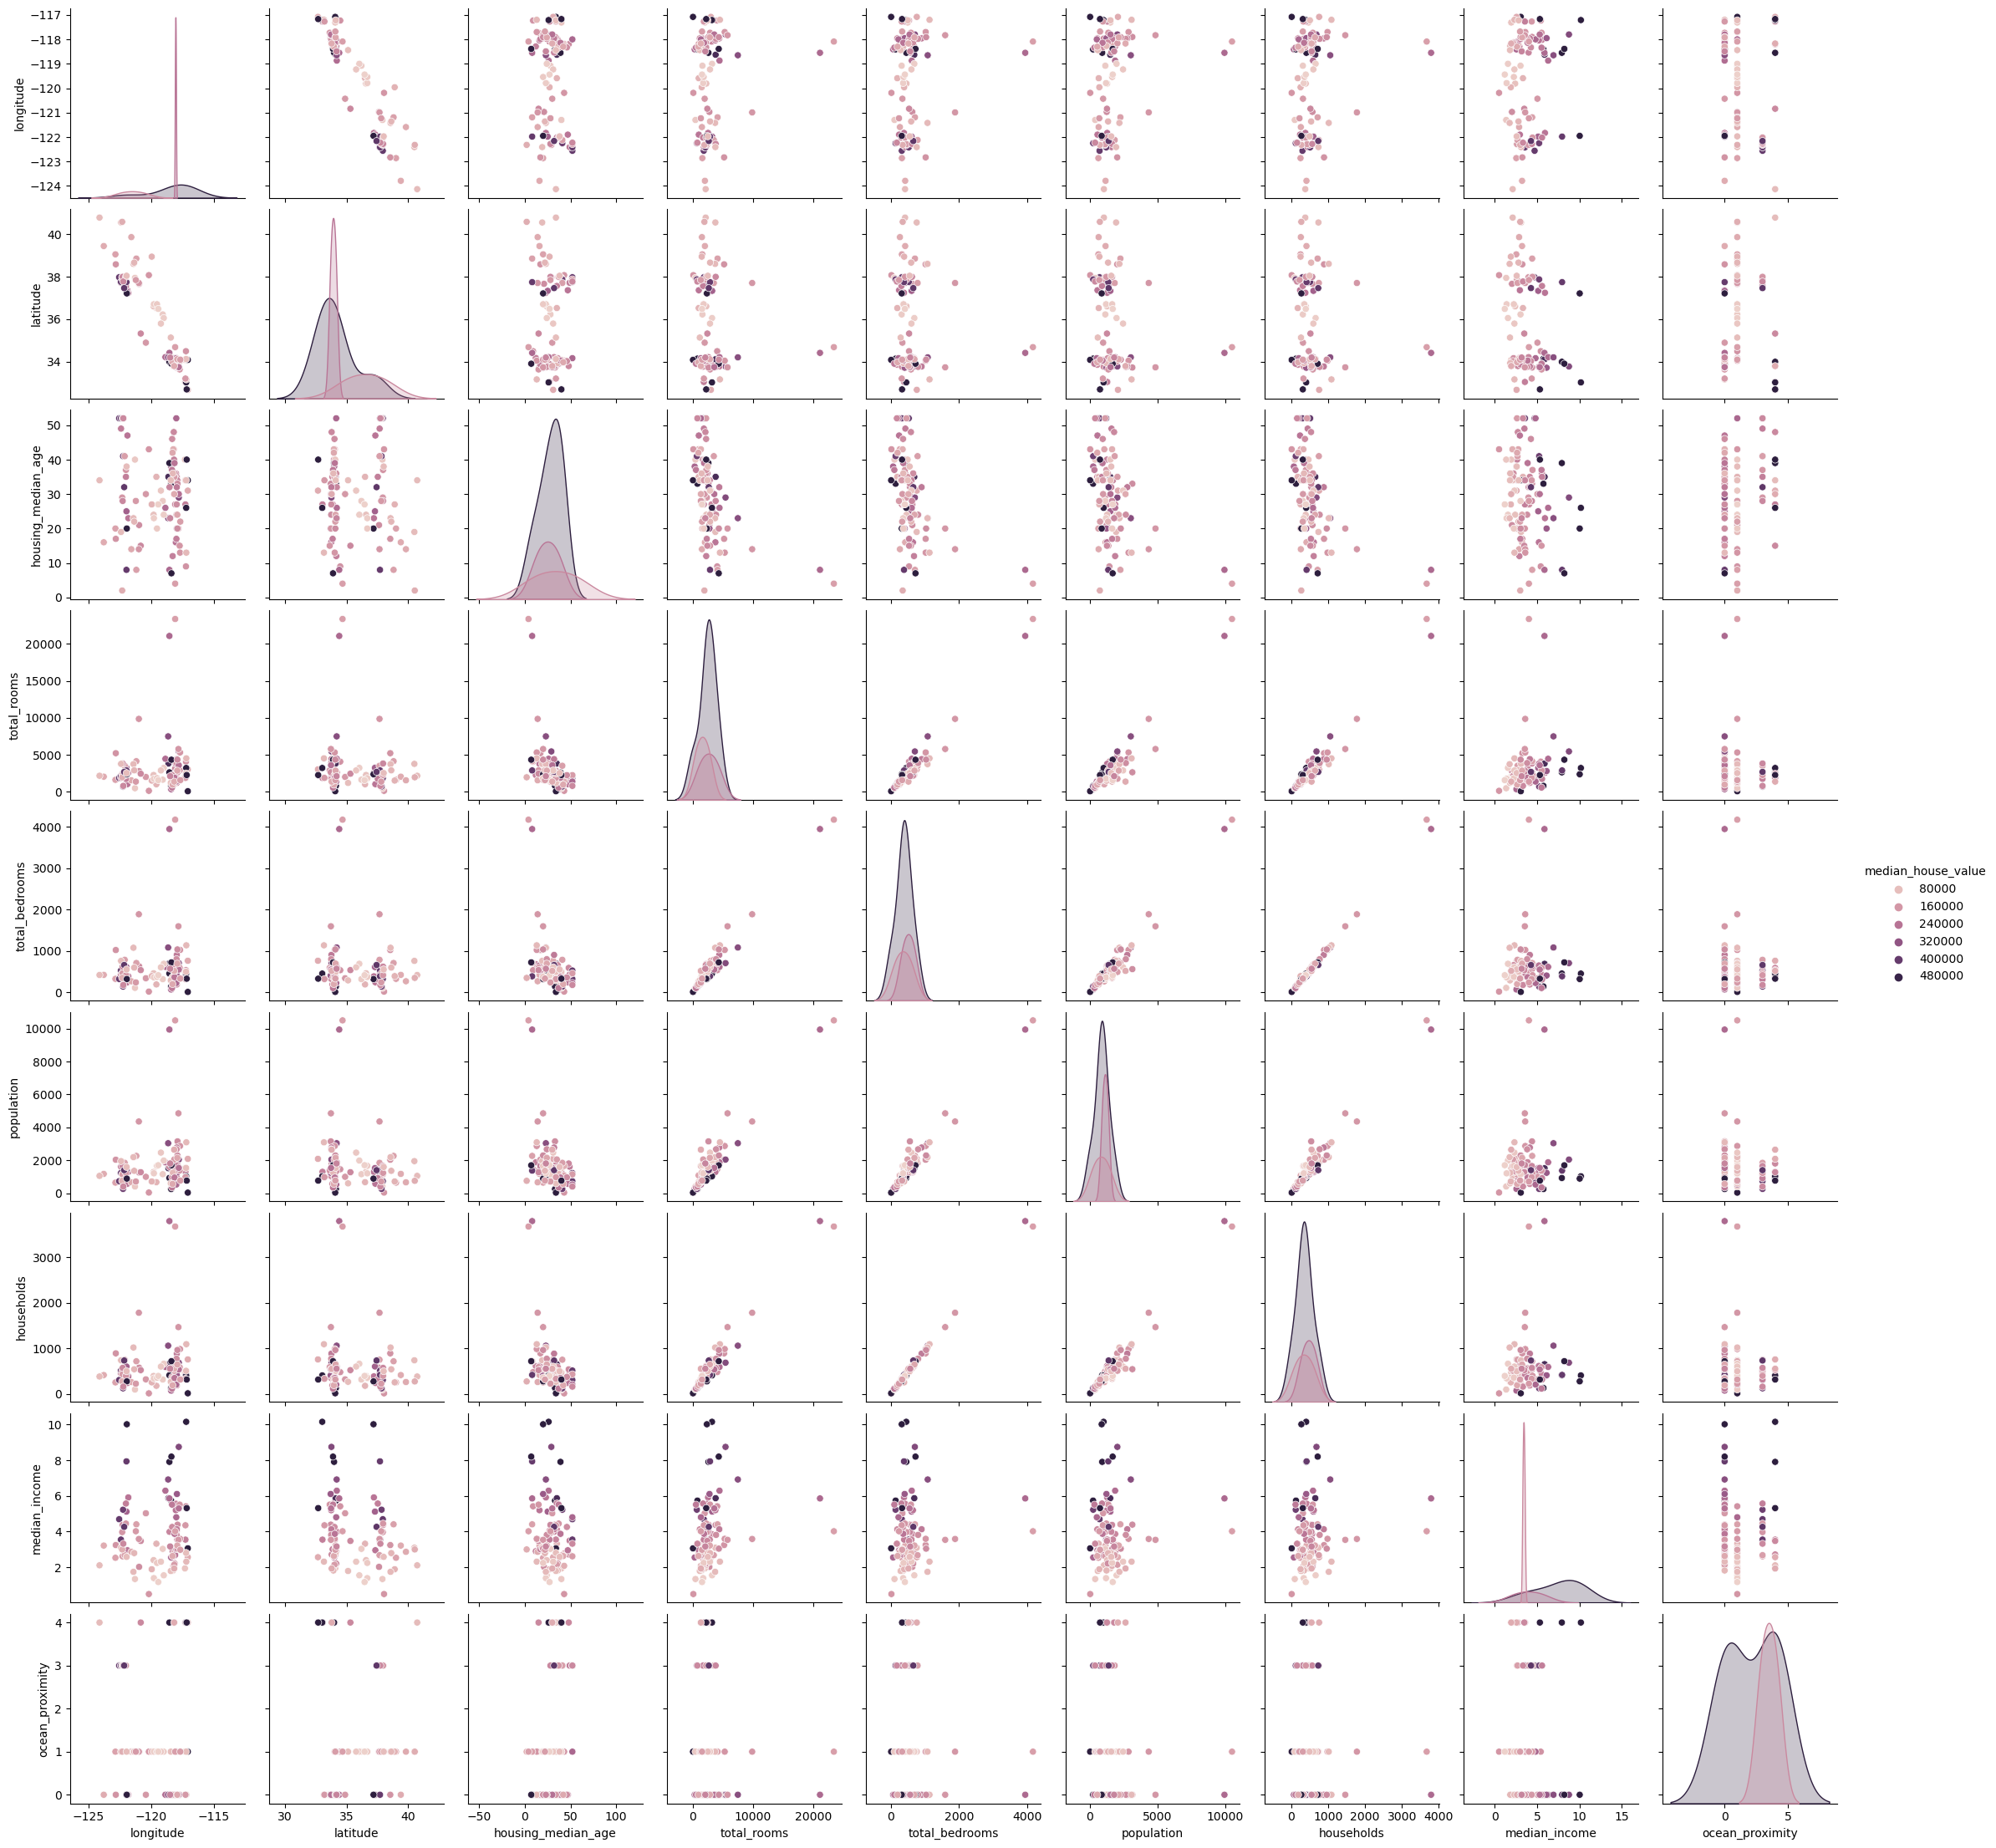 −117
−118
−119
−120
−121
−122
−123
−124
longitude
40
38
36
34
latitude
50
40
30
20
10
0
housing_median_age
20000
15000
10000
5000
0
total_rooms
4000
3000
2000
1000
0
total_bedrooms
median_house_value
80000
160000
240000
320000
400000
480000
10000
8000
6000
4000
2000
0
population
3000
2000
1000
0
households
10
8
6
4
2
median_income
4
3
2
1
0
ocean_proximity
−125 −120 −115
30 35 40
−50 0 50 100
0 10000 20000
0 2000 4000
0 5000 10000
0 1000 2000 3000 4000
0 5 10 15
0 5
longitude
latitude
housing_median_age
total_rooms
total_bedrooms
population
households
median_income
ocean_proximity